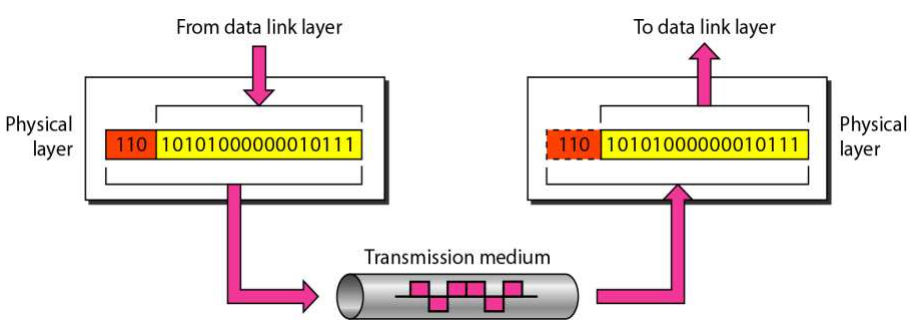 From data link layer
To data link layer
Physical
layer
110 10101000000010111
110 10101000000010111
Physical
layer
Transmission medium